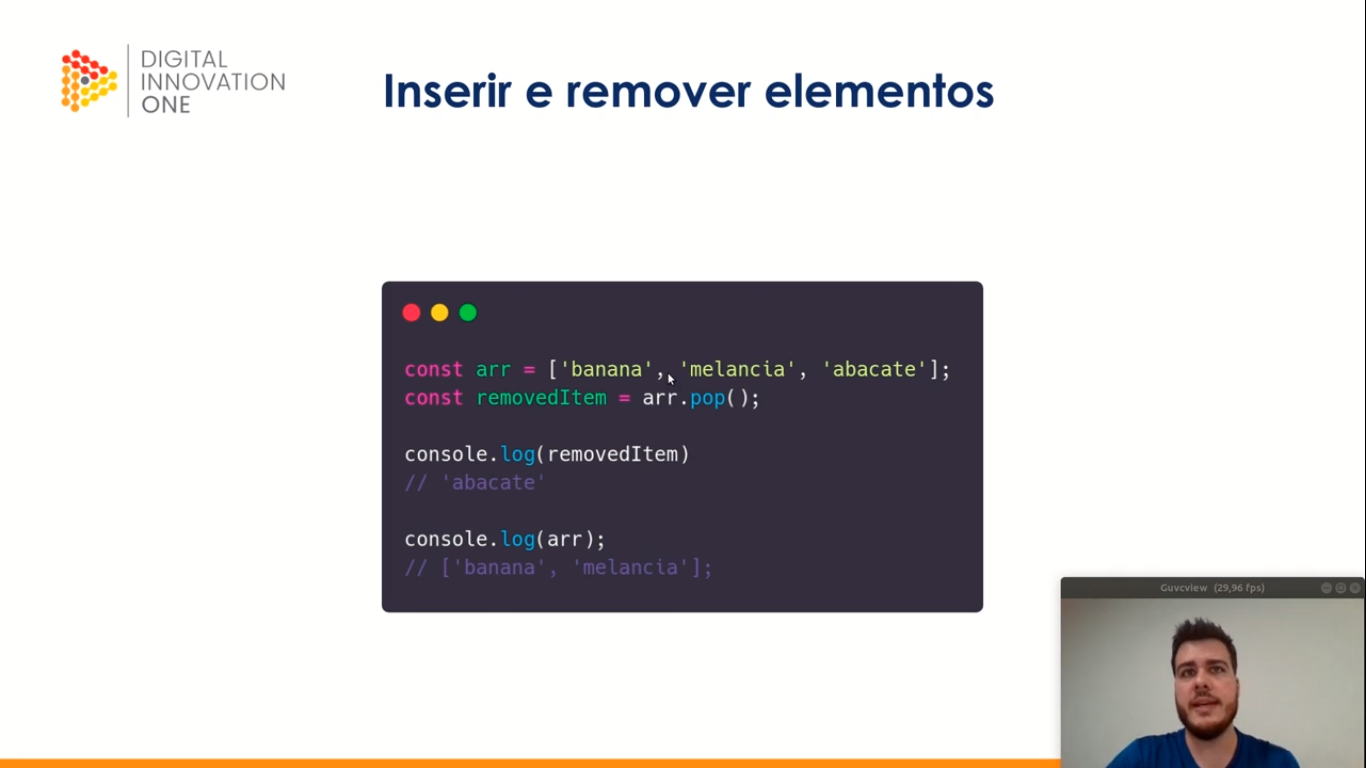 DIGITAL
INNOVATION
ONE
Inserir e remover elementos
const arr = ['banana', 'melancia', 'abacate'];
const removedItem = arr.pop();
console.log(removedItem)
// 'abacate'
console.log(arr);
// ['banana', 'melancia'];
Guvcview (29,96 fps)